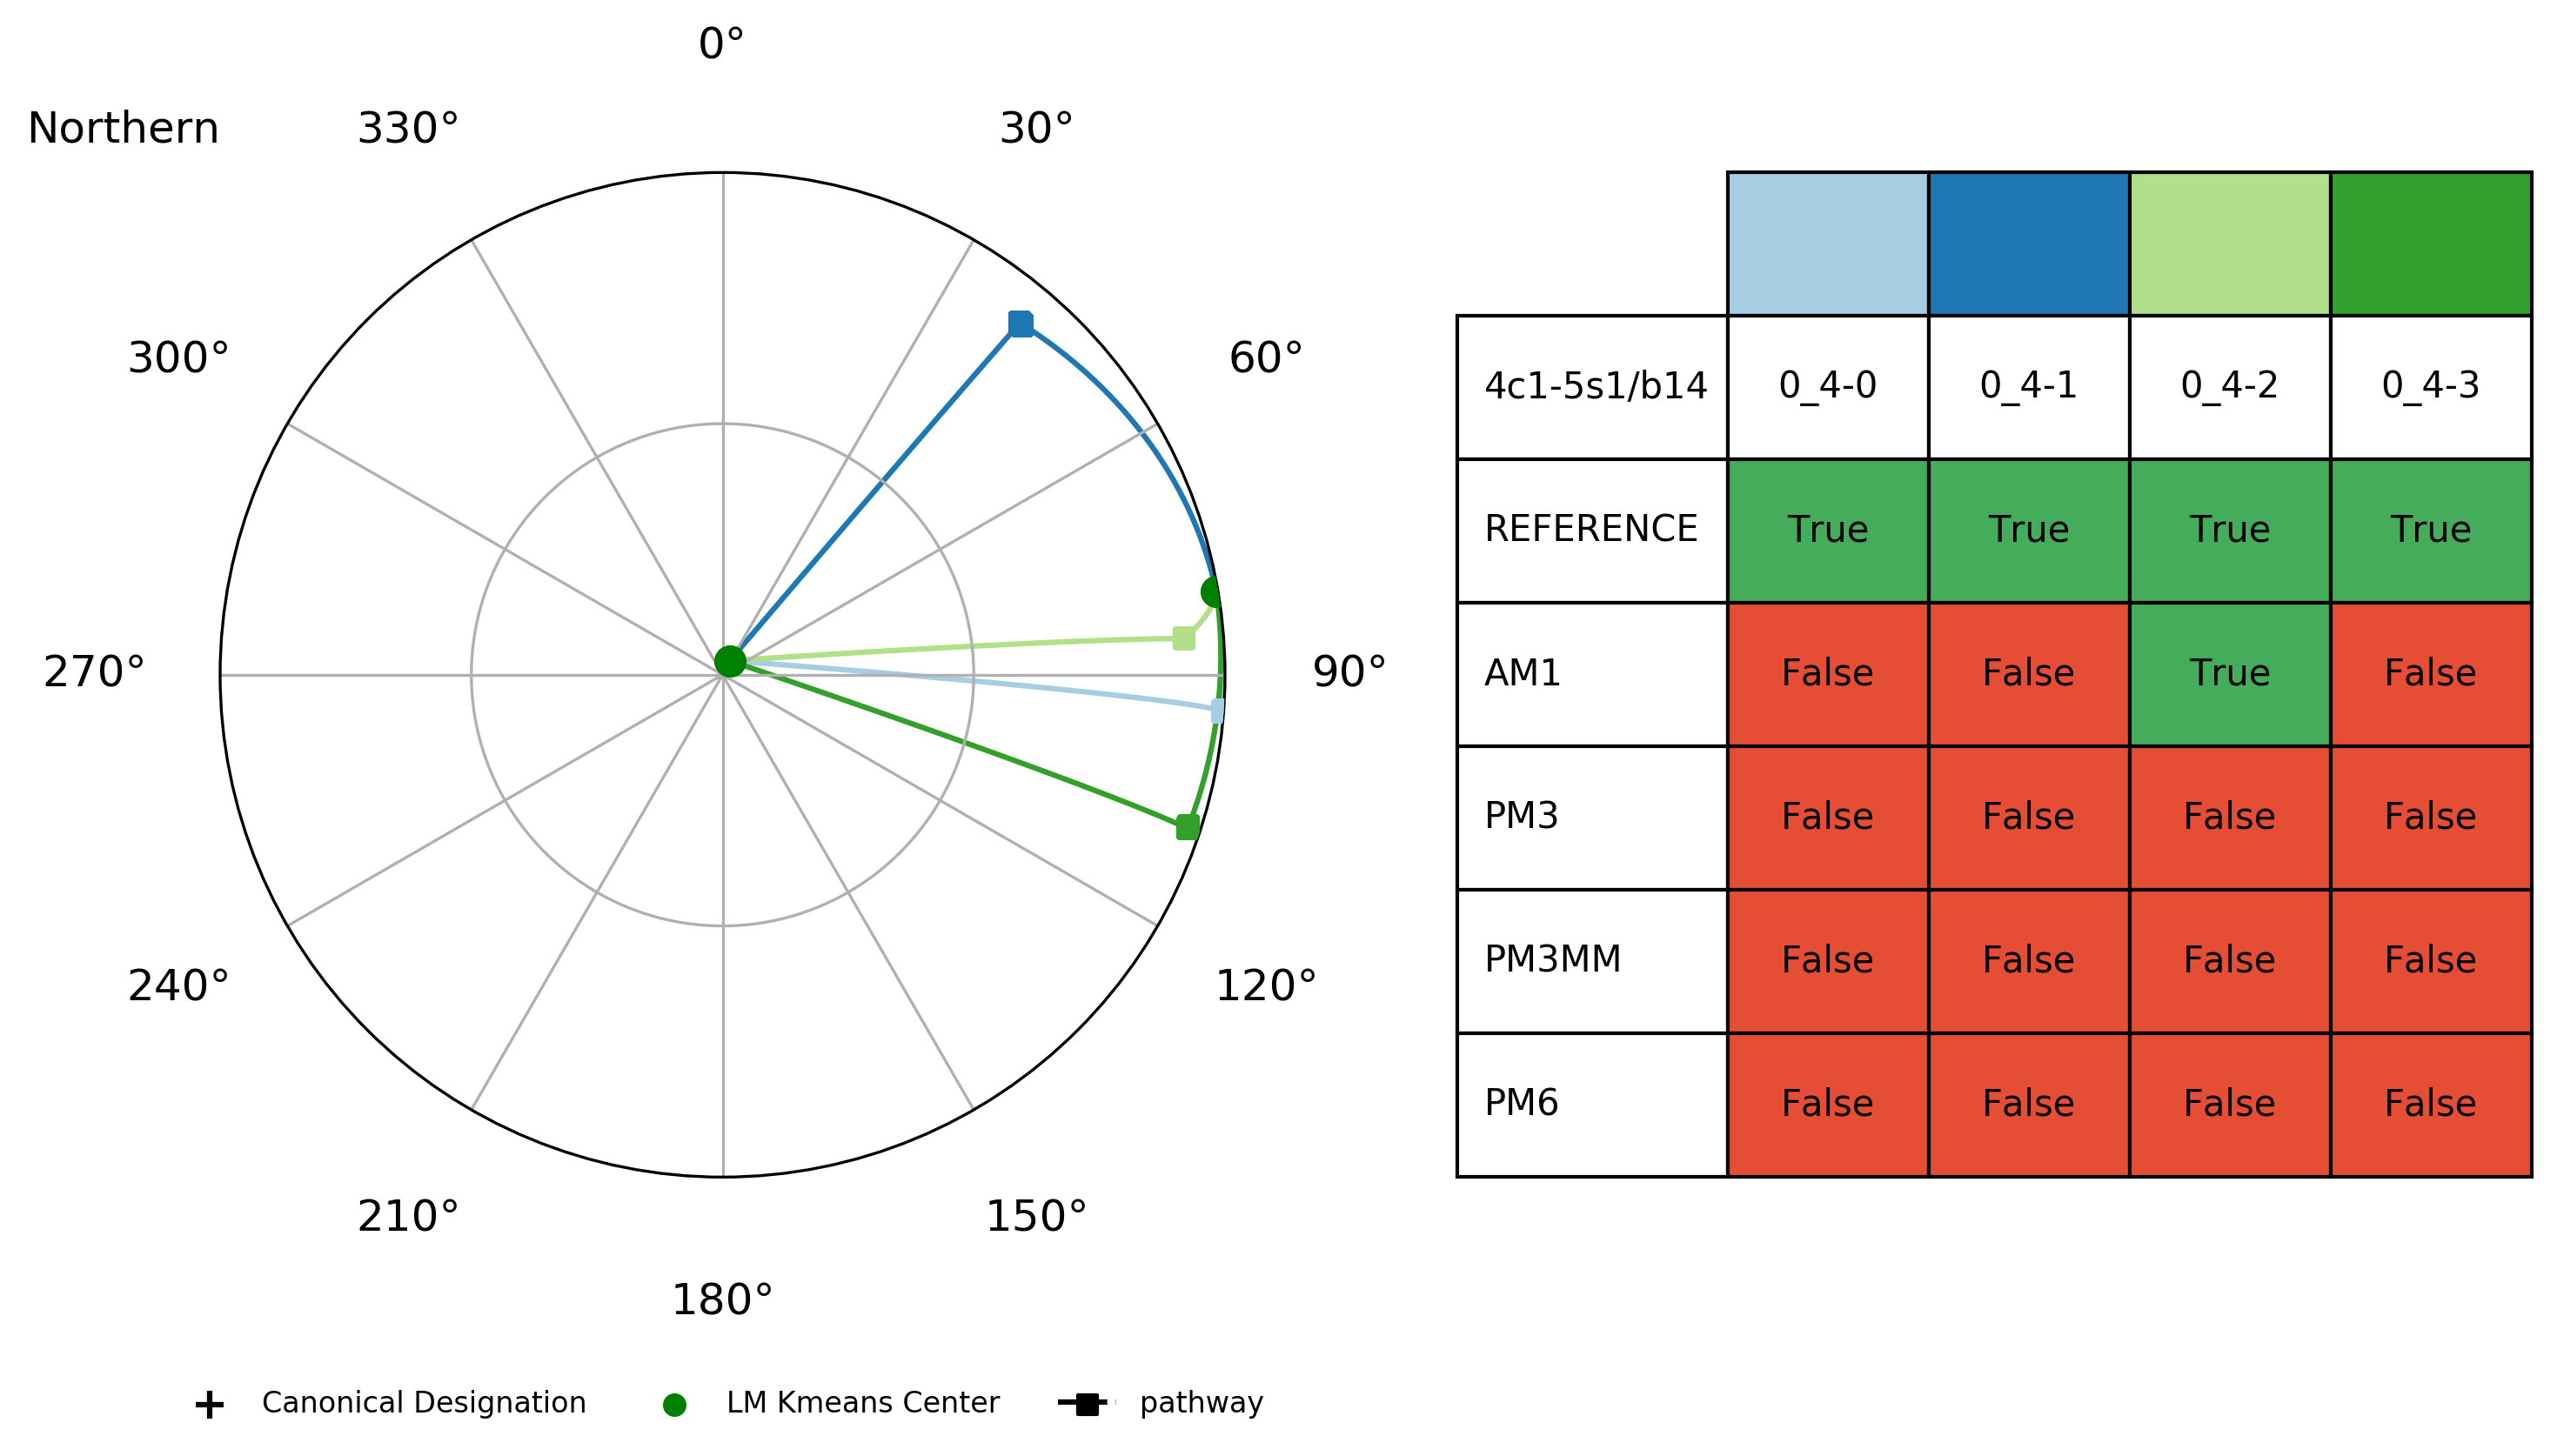 0°
Northern
330°
30°
300°
60°
270°
90°
240°
120°
210°
150°
180°
Canonical Designation
LM Kmeans Center
pathway
4c1-5s1/b14 0_4-0 0_4-1 0_4-2 0_4-3
REFERENCE True True True True
AM1 False False True False
PM3 False False False False
PM3MM False False False False
PM6 False False False False